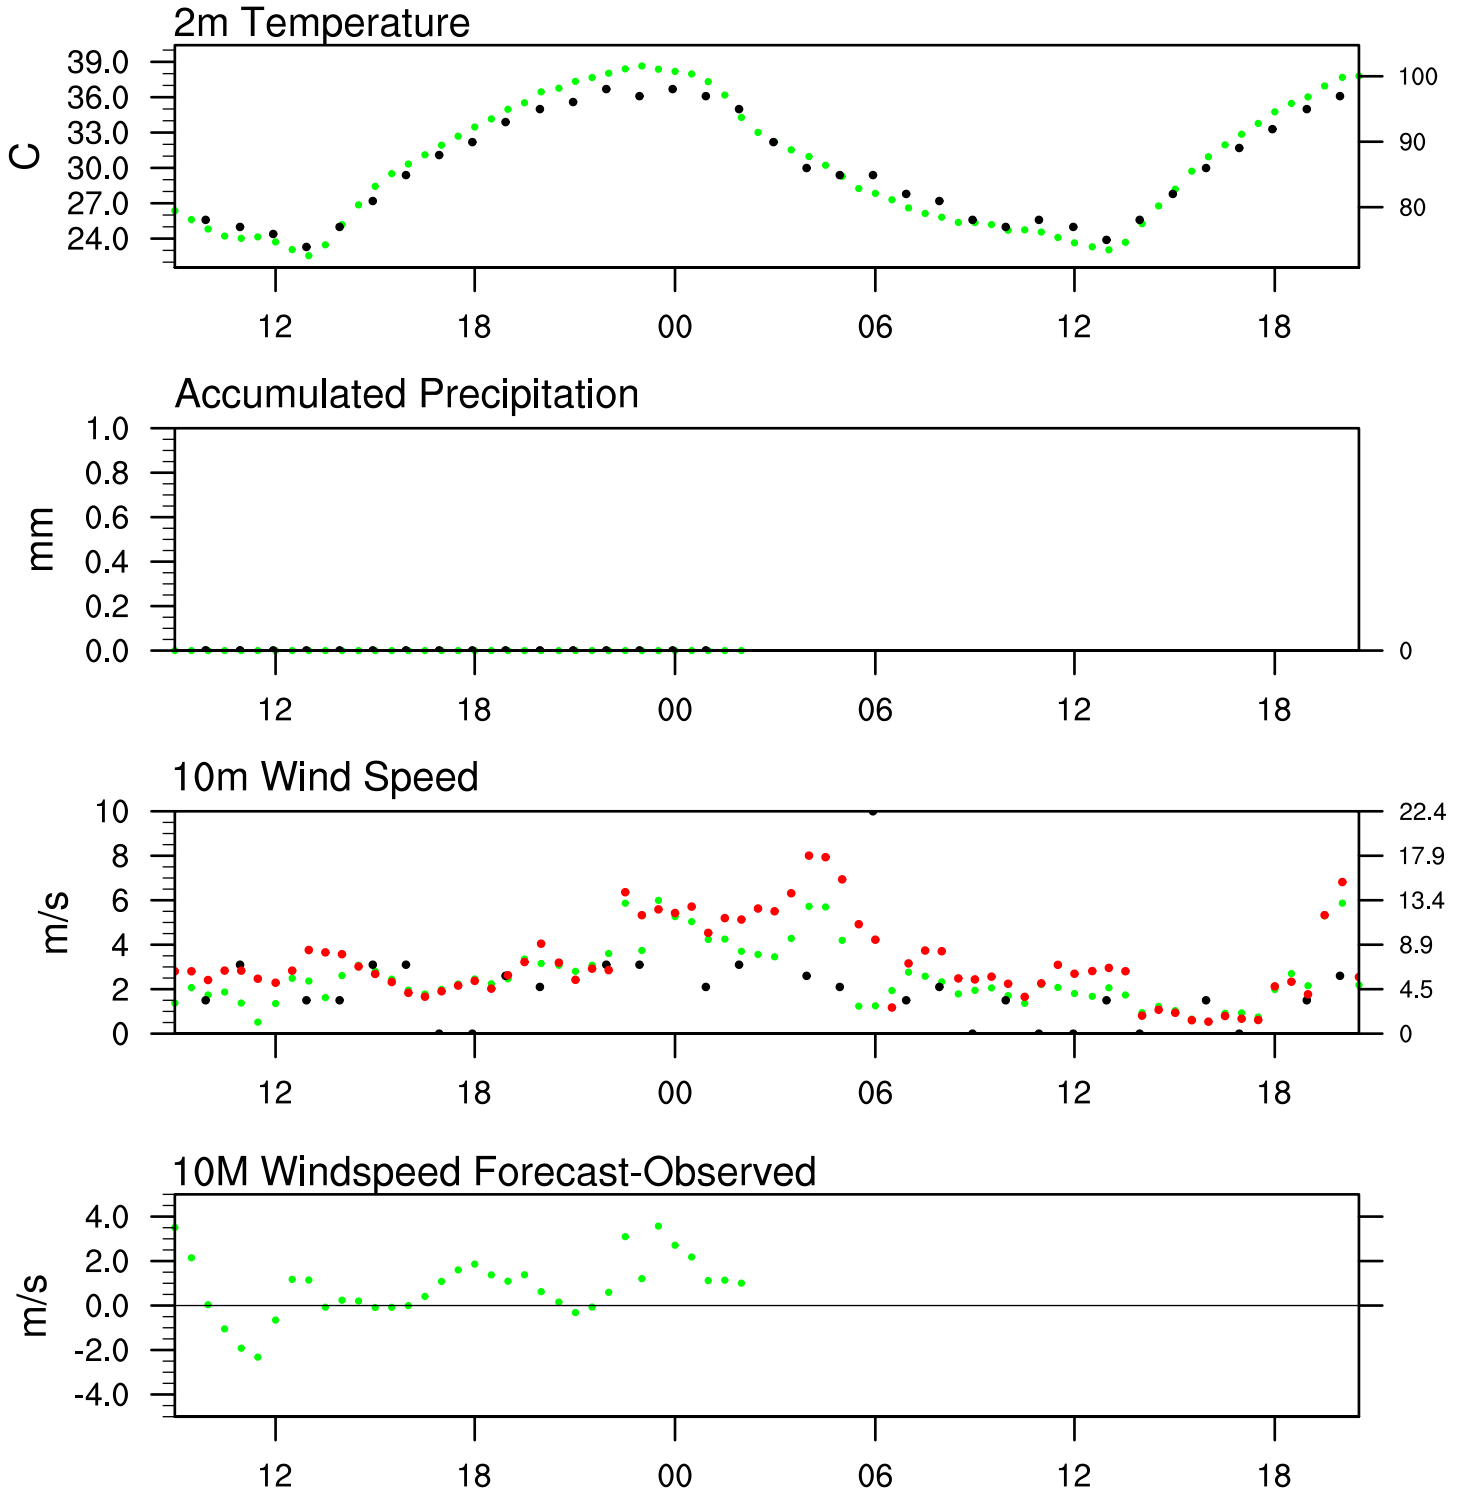 2m Temperature
39.0
36.0
33.0
30.0
27.0
24.0
C
100
90
80
12 18 00 06 12 18
Accumulated Precipitation
1.0
0.8
0.6
0.4
0.2
0.0
mm
0
12 18 00 06 12 18
10m Wind Speed
10
8
6
4
2
0
m/s
22.4
17.9
13.4
8.9
4.5
0
12 18 00 06 12 18
10M Windspeed Forecast-Observed
4.0
2.0
0.0
-2.0
-4.0
m/s
12 18 00 06 12 18